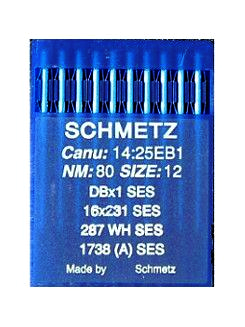 SCHMETZ
Canu: 14:25EB1
NM: 80 SIZE: 12
DBx1 SES
16x231 SES
287 WH SES
1738 (A) SES
Made by Schmetz